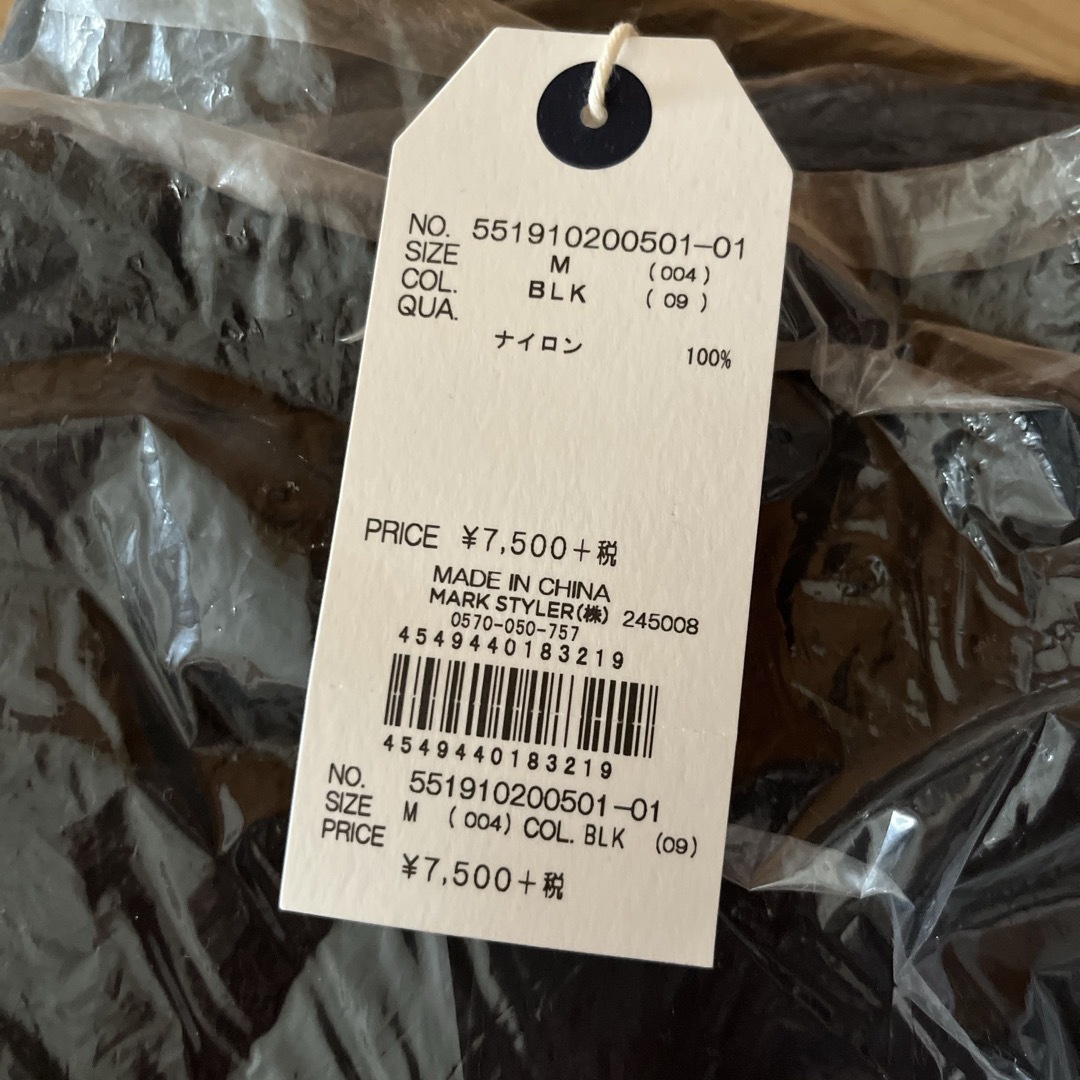 NO. 551910200501-01
SIZE M (004)
COL. BLK (09)
QUA.
ナイロン 100%
PRICE ¥7,500+税
MADE IN CHINA
MARK STYLER(株) 245008
0570-050-757
4549440183219
4549440183219
NO. 551910200501-01
SIZE M (004) COL. BLK (09)
PRICE
¥7,500+税